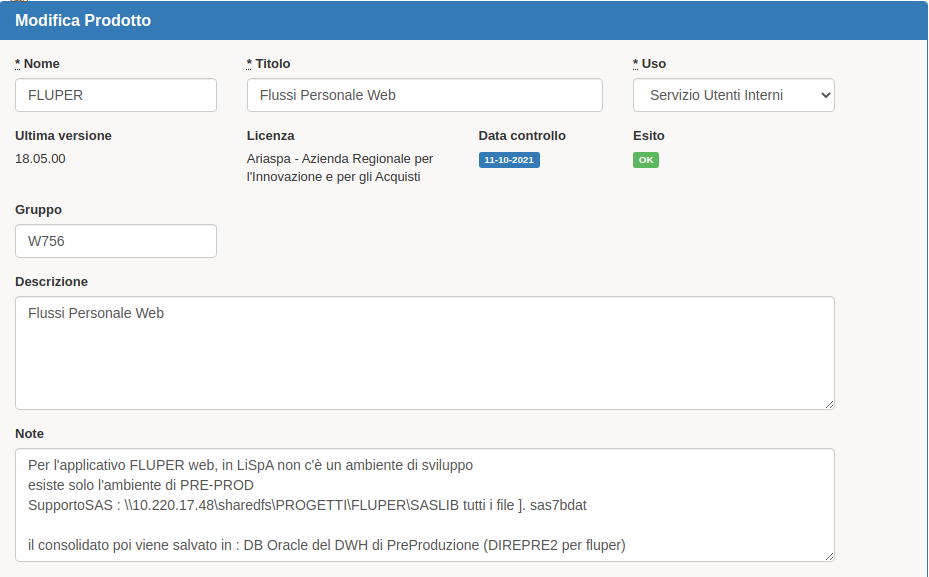 Modifica Prodotto
* Nome
* Titolo
* Uso
FLUPER
Flussi Personale Web
Servizio Utenti Interni
Ultima versione
Licenza
Data controllo
Esito
18.05.00
Ariaspa - Azienda Regionale per
l'Innovazione e per gli Acquisti
11-10-2021
OK
Gruppo
W756
Descrizione
Flussi Personale Web
Note
Per l'applicativo FLUPER web, in LiSpA non c'è un ambiente di sviluppo
esiste solo l'ambiente di PRE-PROD
SupportoSAS : \\10.220.17.48\sharedfs\PROGETTI\FLUPER\SASLIB tutti i file ]. sas7bdat
il consolidato poi viene salvato in : DB Oracle del DWH di PreProduzione (DIREPRE2 per fluper)